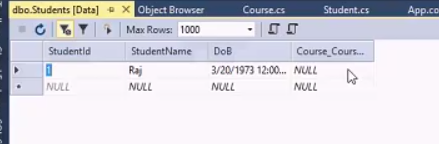 dbo.Students [Data] Object Browser Course.cs Student.cs App.co
Max Rows: 1000
StudentId StudentName DoB Course_Cours...
1 Raj 3/20/1973 12:00... NULL
NULL NULL NULL NULL